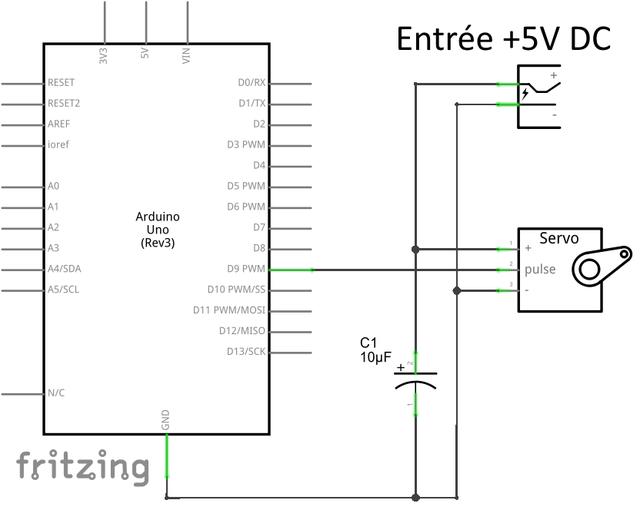 Entrée +5V DC
3V3
5V
VIN
+
-
RESET
RESET2
AREF
ioref
A0
A1
A2
A3
A4/SDA
A5/SCL
N/C
Arduino
Uno
(Rev3)
D0/RX
D1/TX
D2
D3 PWM
D4
D5 PWM
D6 PWM
D7
D8
D9 PWM
D10 PWM/SS
D11 PWM/MOSI
D12/MISO
D13/SCK
GND
Servo
1
+
2
pulse
3
-
C1
10µF
+
2
1
fritzing